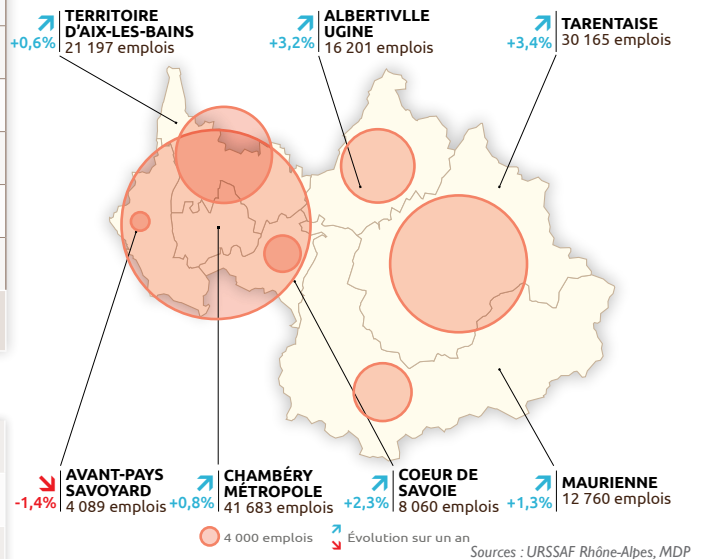 TERRITOIRE
D'AIX-LES-BAINS
+0,6% 21 197 emplois
ALBERTIVLLE
UGINE
+3,2% 16 201 emplois
TARENTAISE
+3,4% 30 165 emplois
AVANT-PAYS
SAVOYARD
-1,4% 4 089 emplois
CHAMBÉRY
MÉTROPOLE
+0,8% 41 683 emplois
COEUR DE
SAVOIE
+2,3% 8 060 emplois
MAURIENNE
+1,3% 12 760 emplois
4 000 emplois Évolution sur un an
Sources : URSSAF Rhône-Alpes, MDP